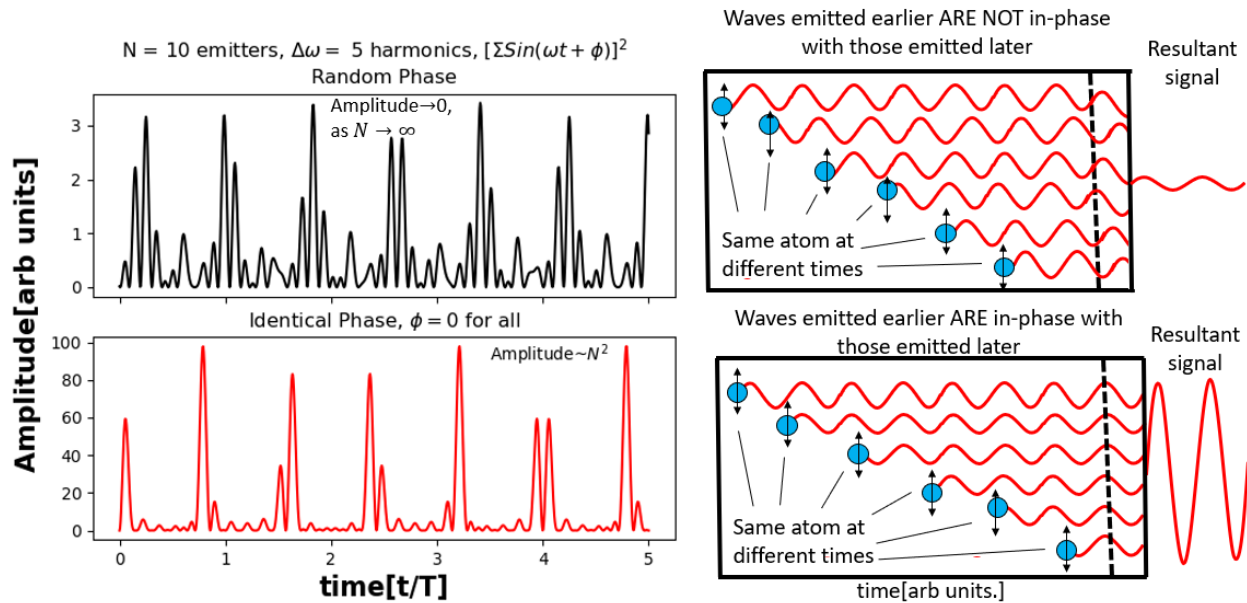 N = 10 emitters, Δω = 5 harmonics, [ΣSin(ωt + ϕ)]²
Random Phase
Amplitude→0,
as N → ∞
3
2
1
0
Amplitude[arb units]
Identical Phase, ϕ = 0 for all
Amplitude~N²
100
80
60
40
20
0
0
1
2
3
4
5
time[t/T]
Waves emitted earlier ARE NOT in-phase
with those emitted later
Resultant
signal
Same atom at
different times
Waves emitted earlier ARE in-phase with
those emitted later
Resultant
signal
Same atom at
different times
time[arb units.]